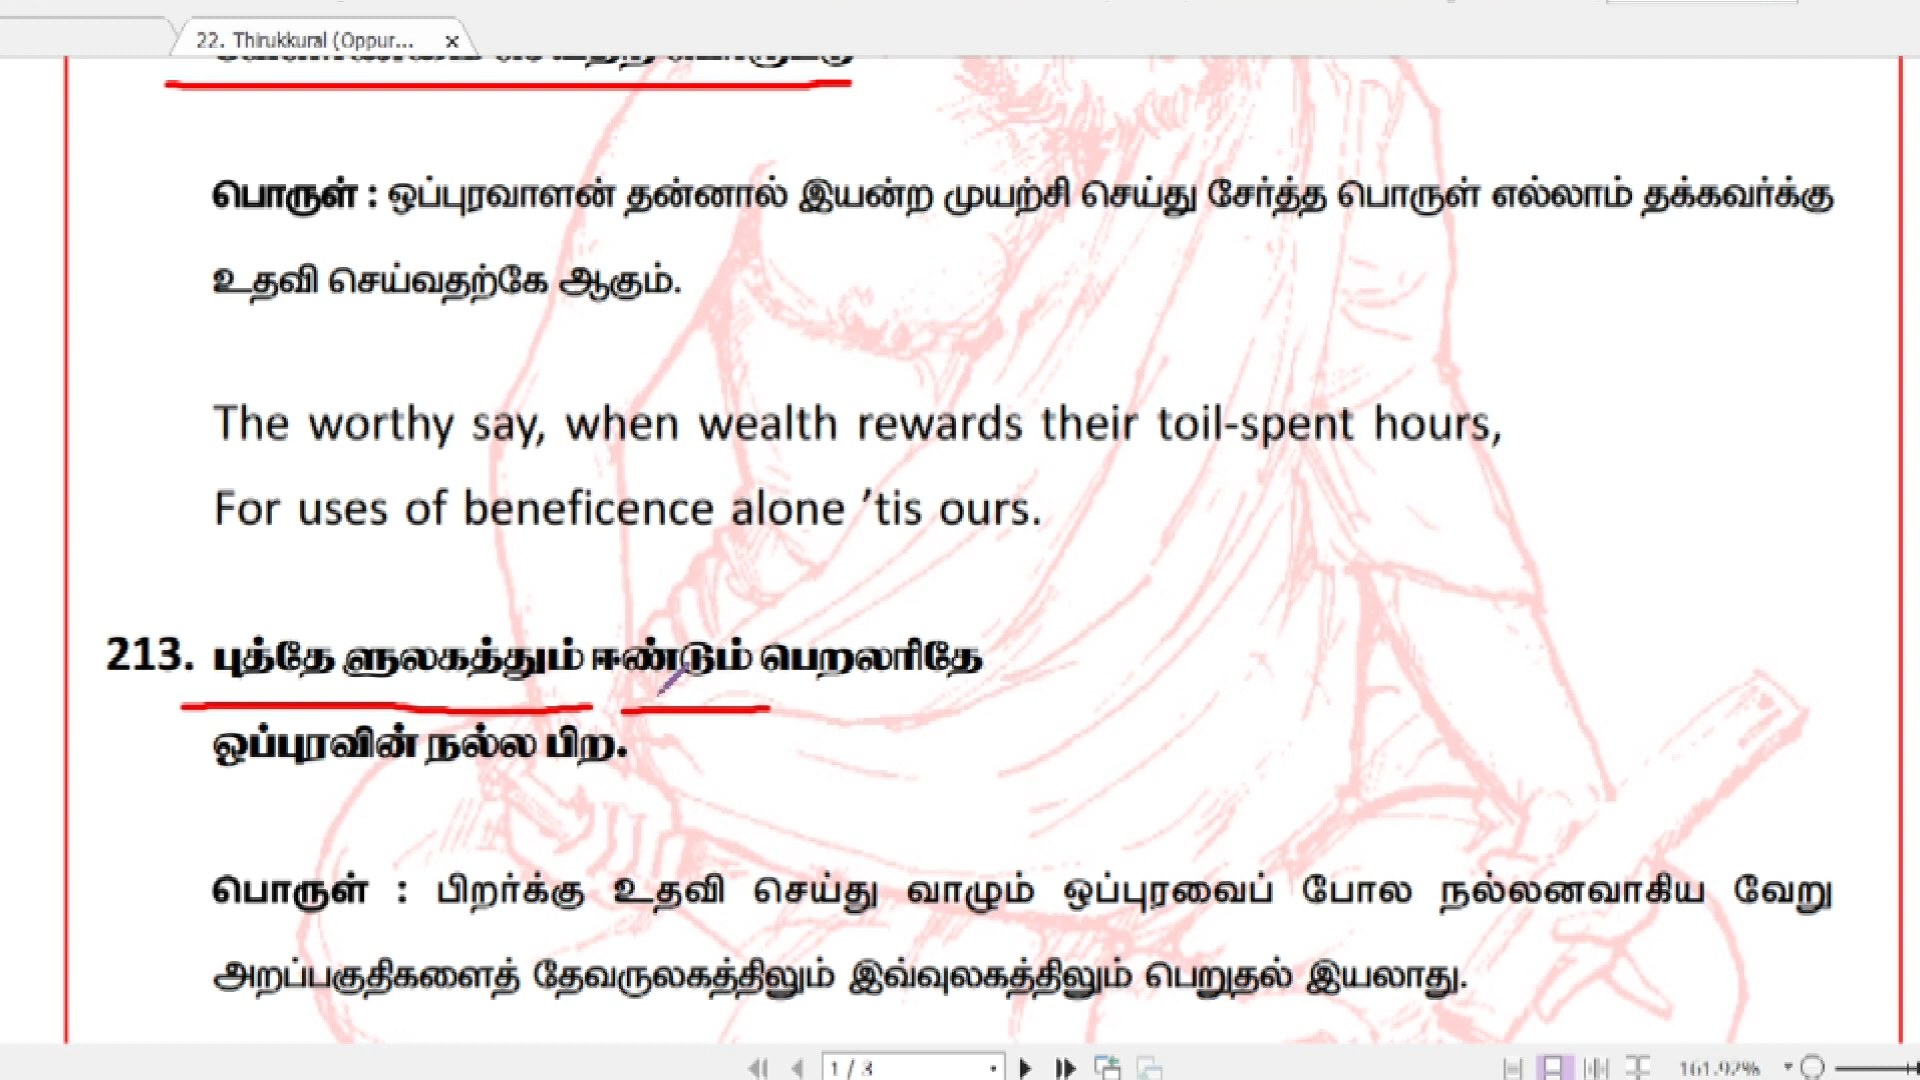 22. Thirukkural (Oppur...
பொருள் : ஒப்புரவாளன் தன்னால் இயன்ற முயற்சி செய்து சேர்த்த பொருள் எல்லாம் தக்கவர்க்கு
உதவி செய்வதற்கே ஆகும்.
The worthy say, when wealth rewards their toil-spent hours,
For uses of beneficence alone ’tis ours.
213. புத்தே ளுலகத்தும் ஈண்டும் பெறலரிதே
ஒப்புரவின் நல்ல பிற.
பொருள் : பிறர்க்கு உதவி செய்து வாழும் ஒப்புரவைப் போல நல்லனவாகிய வேறு
அறப்பகுதிகளைத் தேவருலகத்திலும் இவ்வுலகத்திலும் பெறுதல் இயலாது.
1 / 3
161.92%